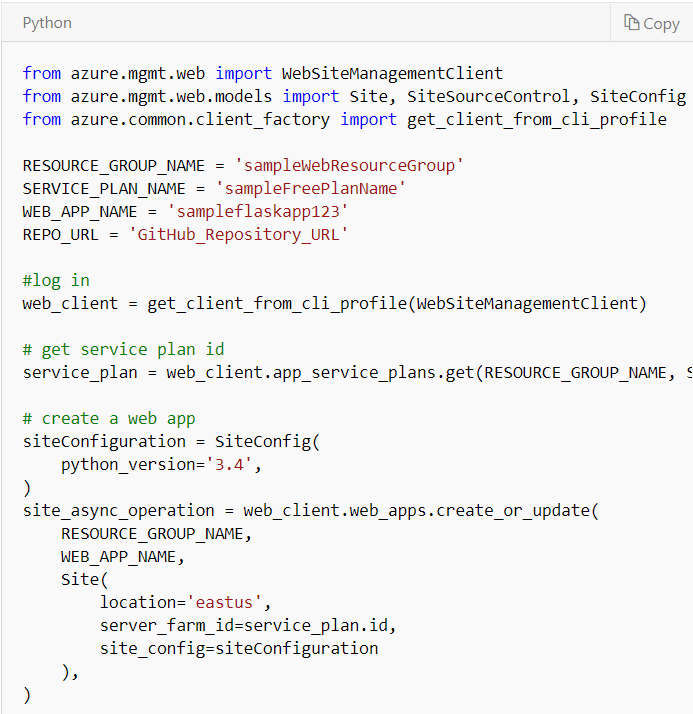 Python
Copy
from azure.mgmt.web import WebSiteManagementClient
from azure.mgmt.web.models import Site, SiteSourceControl, SiteConfig
from azure.common.client_factory import get_client_from_cli_profile
RESOURCE_GROUP_NAME = 'sampleWebResourceGroup'
SERVICE_PLAN_NAME = 'sampleFreePlanName'
WEB_APP_NAME = 'sampleflaskapp123'
REPO_URL = 'GitHub_Repository_URL'
#log in
web_client = get_client_from_cli_profile(WebSiteManagementClient)
# get service plan id
service_plan = web_client.app_service_plans.get(RESOURCE_GROUP_NAME, S
# create a web app
siteConfiguration = SiteConfig(
    python_version='3.4',
)
site_async_operation = web_client.web_apps.create_or_update(
    RESOURCE_GROUP_NAME,
    WEB_APP_NAME,
    Site(
        location='eastus',
        server_farm_id=service_plan.id,
        site_config=siteConfiguration
    ),
)